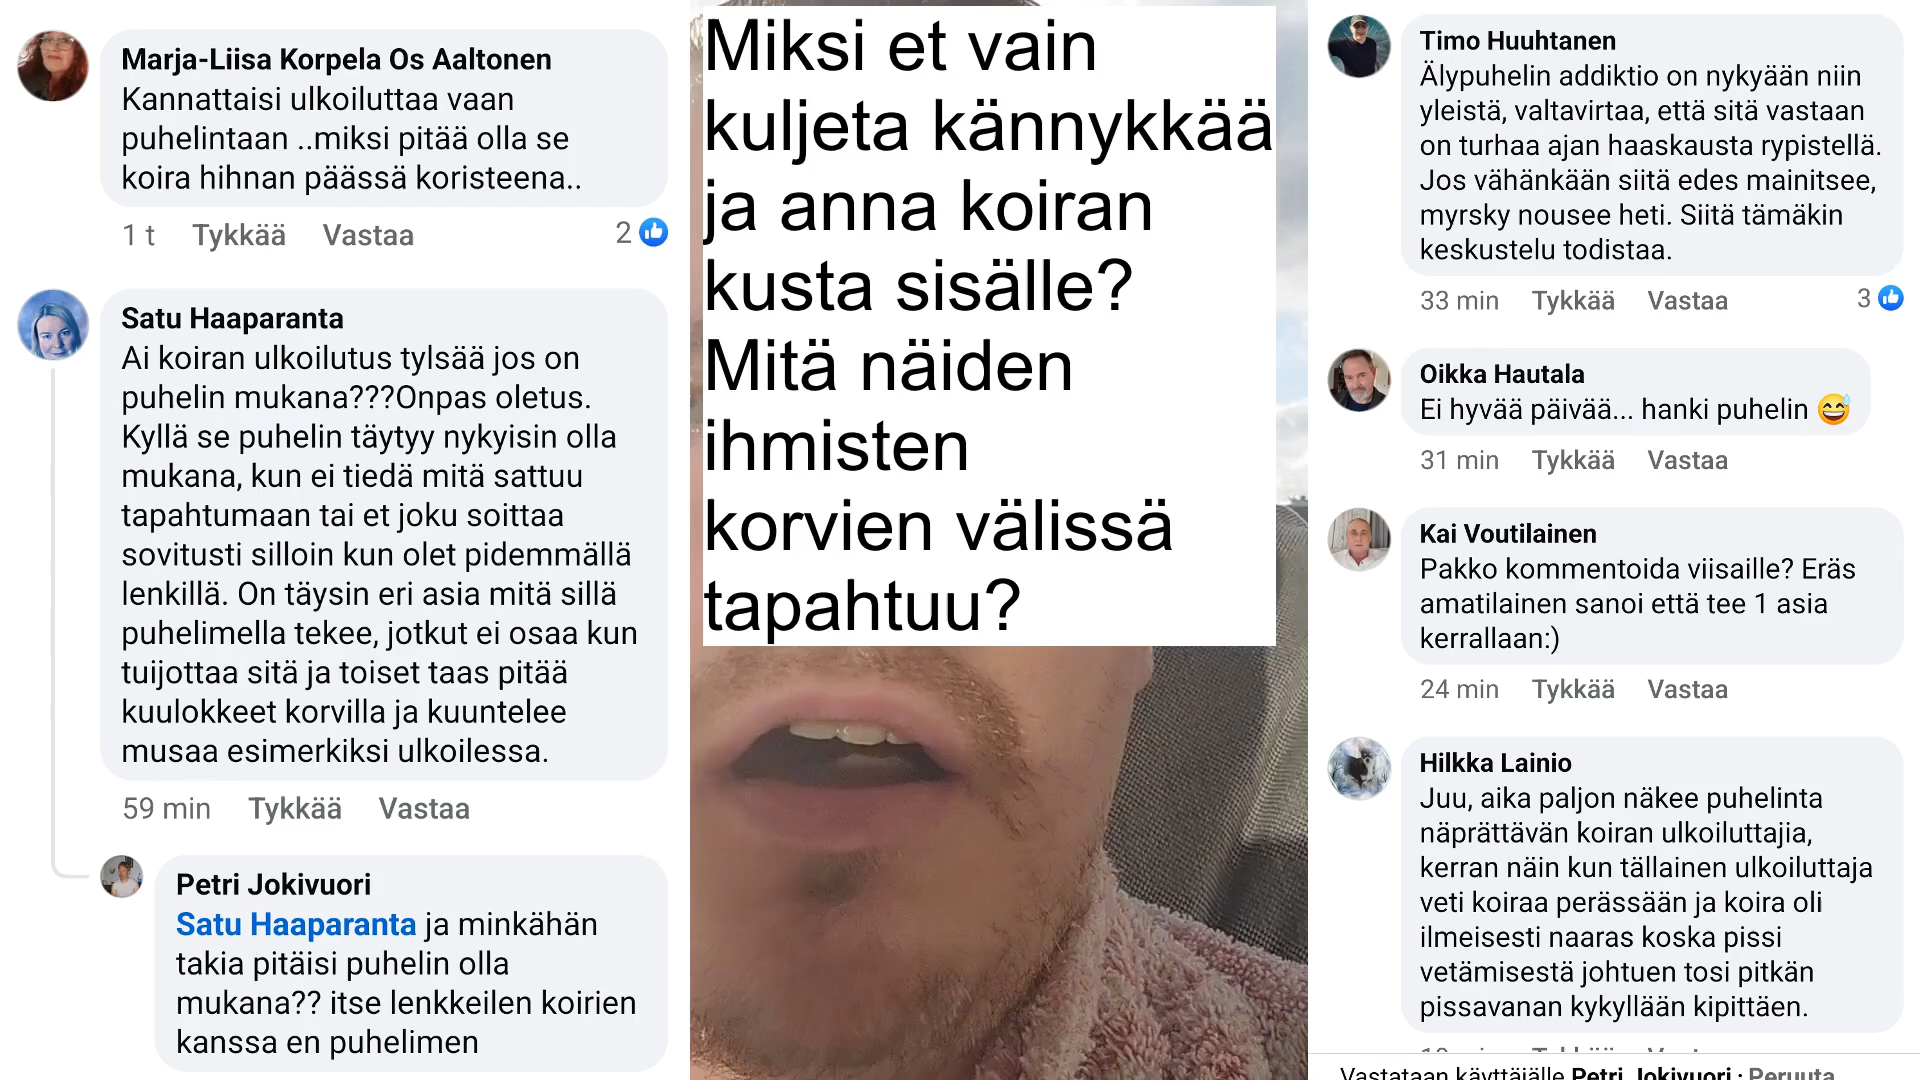 Marja-Liisa Korpela Os Aaltonen
Kannattaisi ulkoiluttaa vaan
puhelintaan ..miksi pitää olla se
koira hihnan päässä koristeena..
1 t Tykkää Vastaa 2
Satu Haaparanta
Ai koiran ulkoilutus tylsää jos on
puhelin mukana???Onpas oletus.
Kyllä se puhelin täytyy nykyisin olla
mukana, kun ei tiedä mitä sattuu
tapahtumaan tai et joku soittaa
sovitusti silloin kun olet pidemmällä
lenkillä. On täysin eri asia mitä sillä
puhelimella tekee, jotkut ei osaa kun
tuijottaa sitä ja toiset taas pitää
kuulokkeet korvilla ja kuuntelee
musaa esimerkiksi ulkoilessa.
59 min Tykkää Vastaa
Petri Jokivuori
Satu Haaparanta ja minkähän
takia pitäisi puhelin olla
mukana?? itse lenkkeilen koirien
kanssa en puhelimen
Miksi et vain
kuljeta kännykkää
ja anna koiran
kusta sisälle?
Mitä näiden
ihmisten
korvien välissä
tapahtuu?
Timo Huuhtanen
Älypuhelin addiktio on nykyään niin
yleistä, valtavirtaa, että sitä vastaan
on turhaa ajan haaskausta rypistellä.
Jos vähänkään siitä edes mainitsee,
myrsky nousee heti. Siitä tämäkin
keskustelu todistaa.
33 min Tykkää Vastaa 3
Oikka Hautala
Ei hyvää päivää... hanki puhelin 😅
31 min Tykkää Vastaa
Kai Voutilainen
Pakko kommentoida viisaille? Eräs
amatilainen sanoi että tee 1 asia
kerrallaan:)
24 min Tykkää Vastaa
Hilkka Lainio
Juu, aika paljon näkee puhelinta
näprättävän koiran ulkoiluttajia,
kerran näin kun tällainen ulkoiluttaja
veti koiraa perässään ja koira oli
ilmeisesti naaras koska pissi
vetämisestä johtuen tosi pitkän
pissavanan kykyllään kipittäen.
Vastataan käyttäjälle Petri Jokivuori · Peruuta